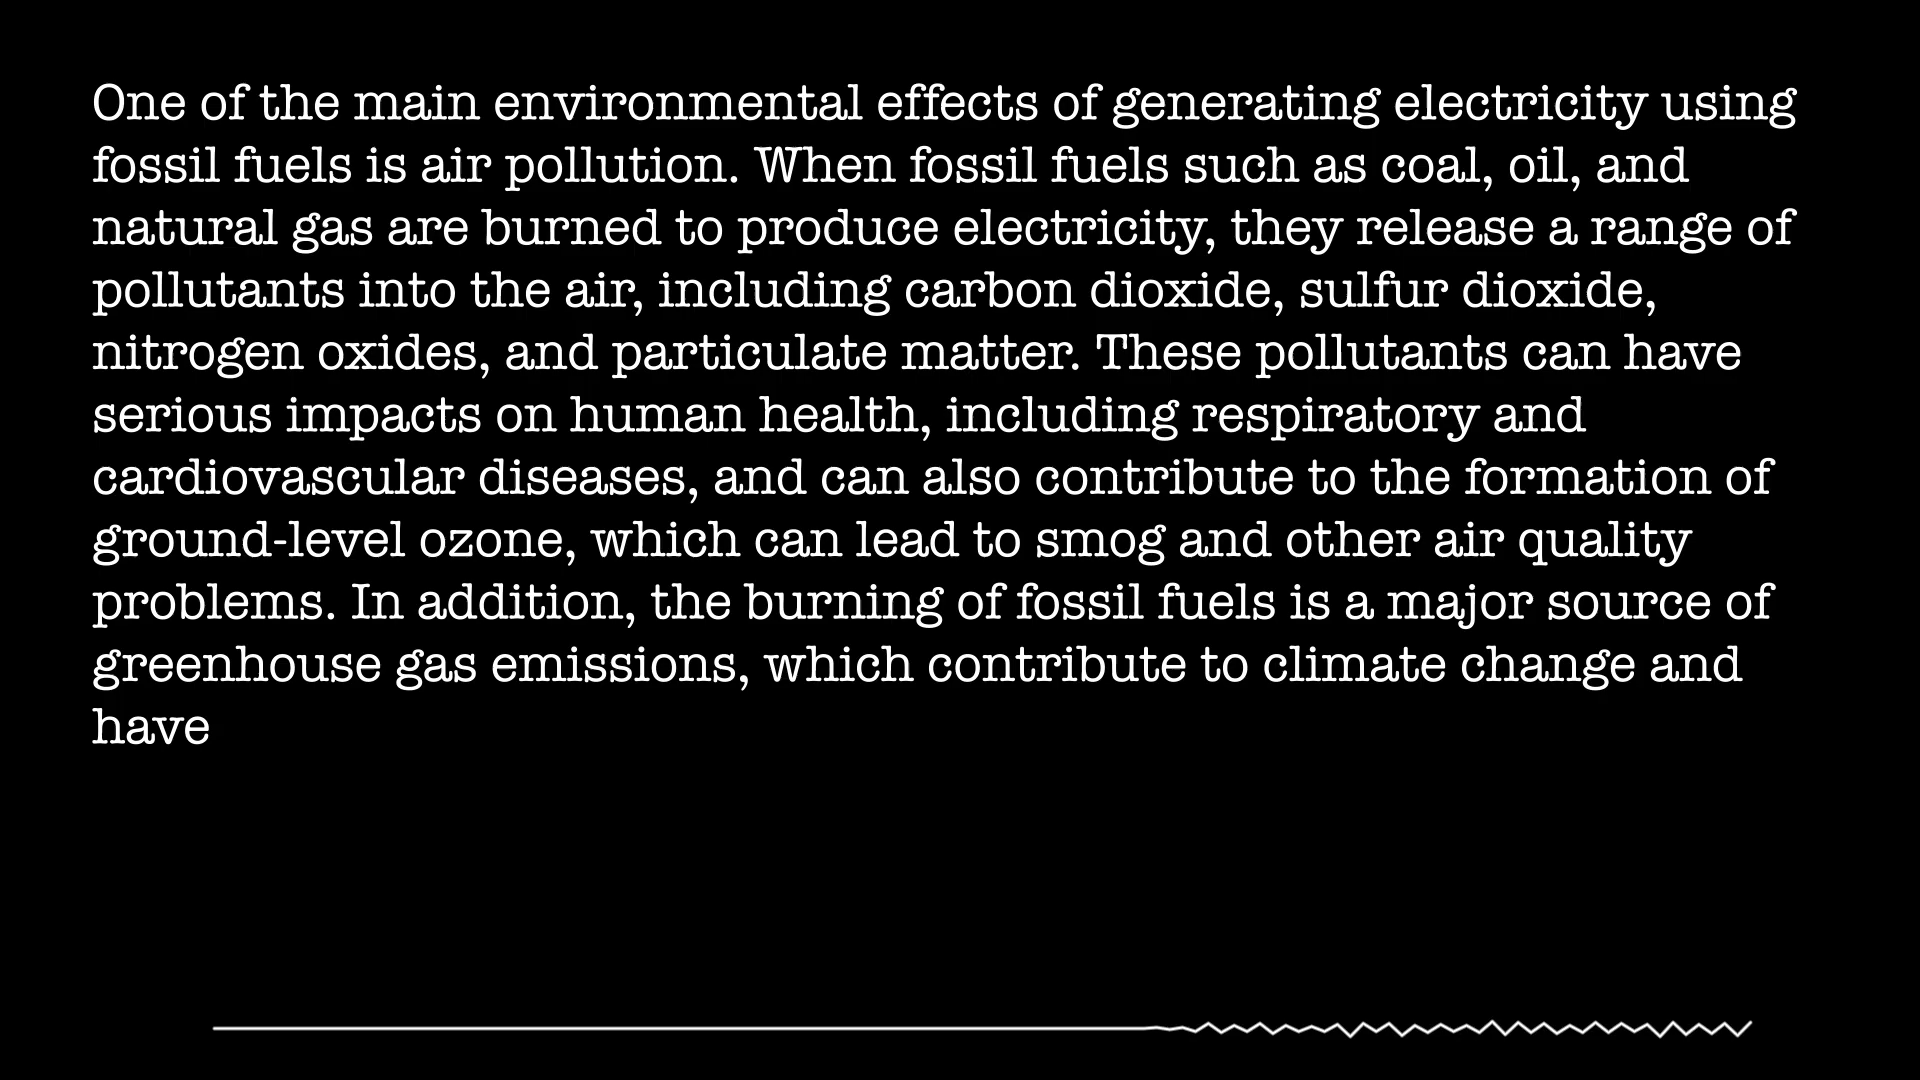 One of the main environmental effects of generating electricity using
fossil fuels is air pollution. When fossil fuels such as coal, oil, and
natural gas are burned to produce electricity, they release a range of
pollutants into the air, including carbon dioxide, sulfur dioxide,
nitrogen oxides, and particulate matter. These pollutants can have
serious impacts on human health, including respiratory and
cardiovascular diseases, and can also contribute to the formation of
ground-level ozone, which can lead to smog and other air quality
problems. In addition, the burning of fossil fuels is a major source of
greenhouse gas emissions, which contribute to climate change and
have